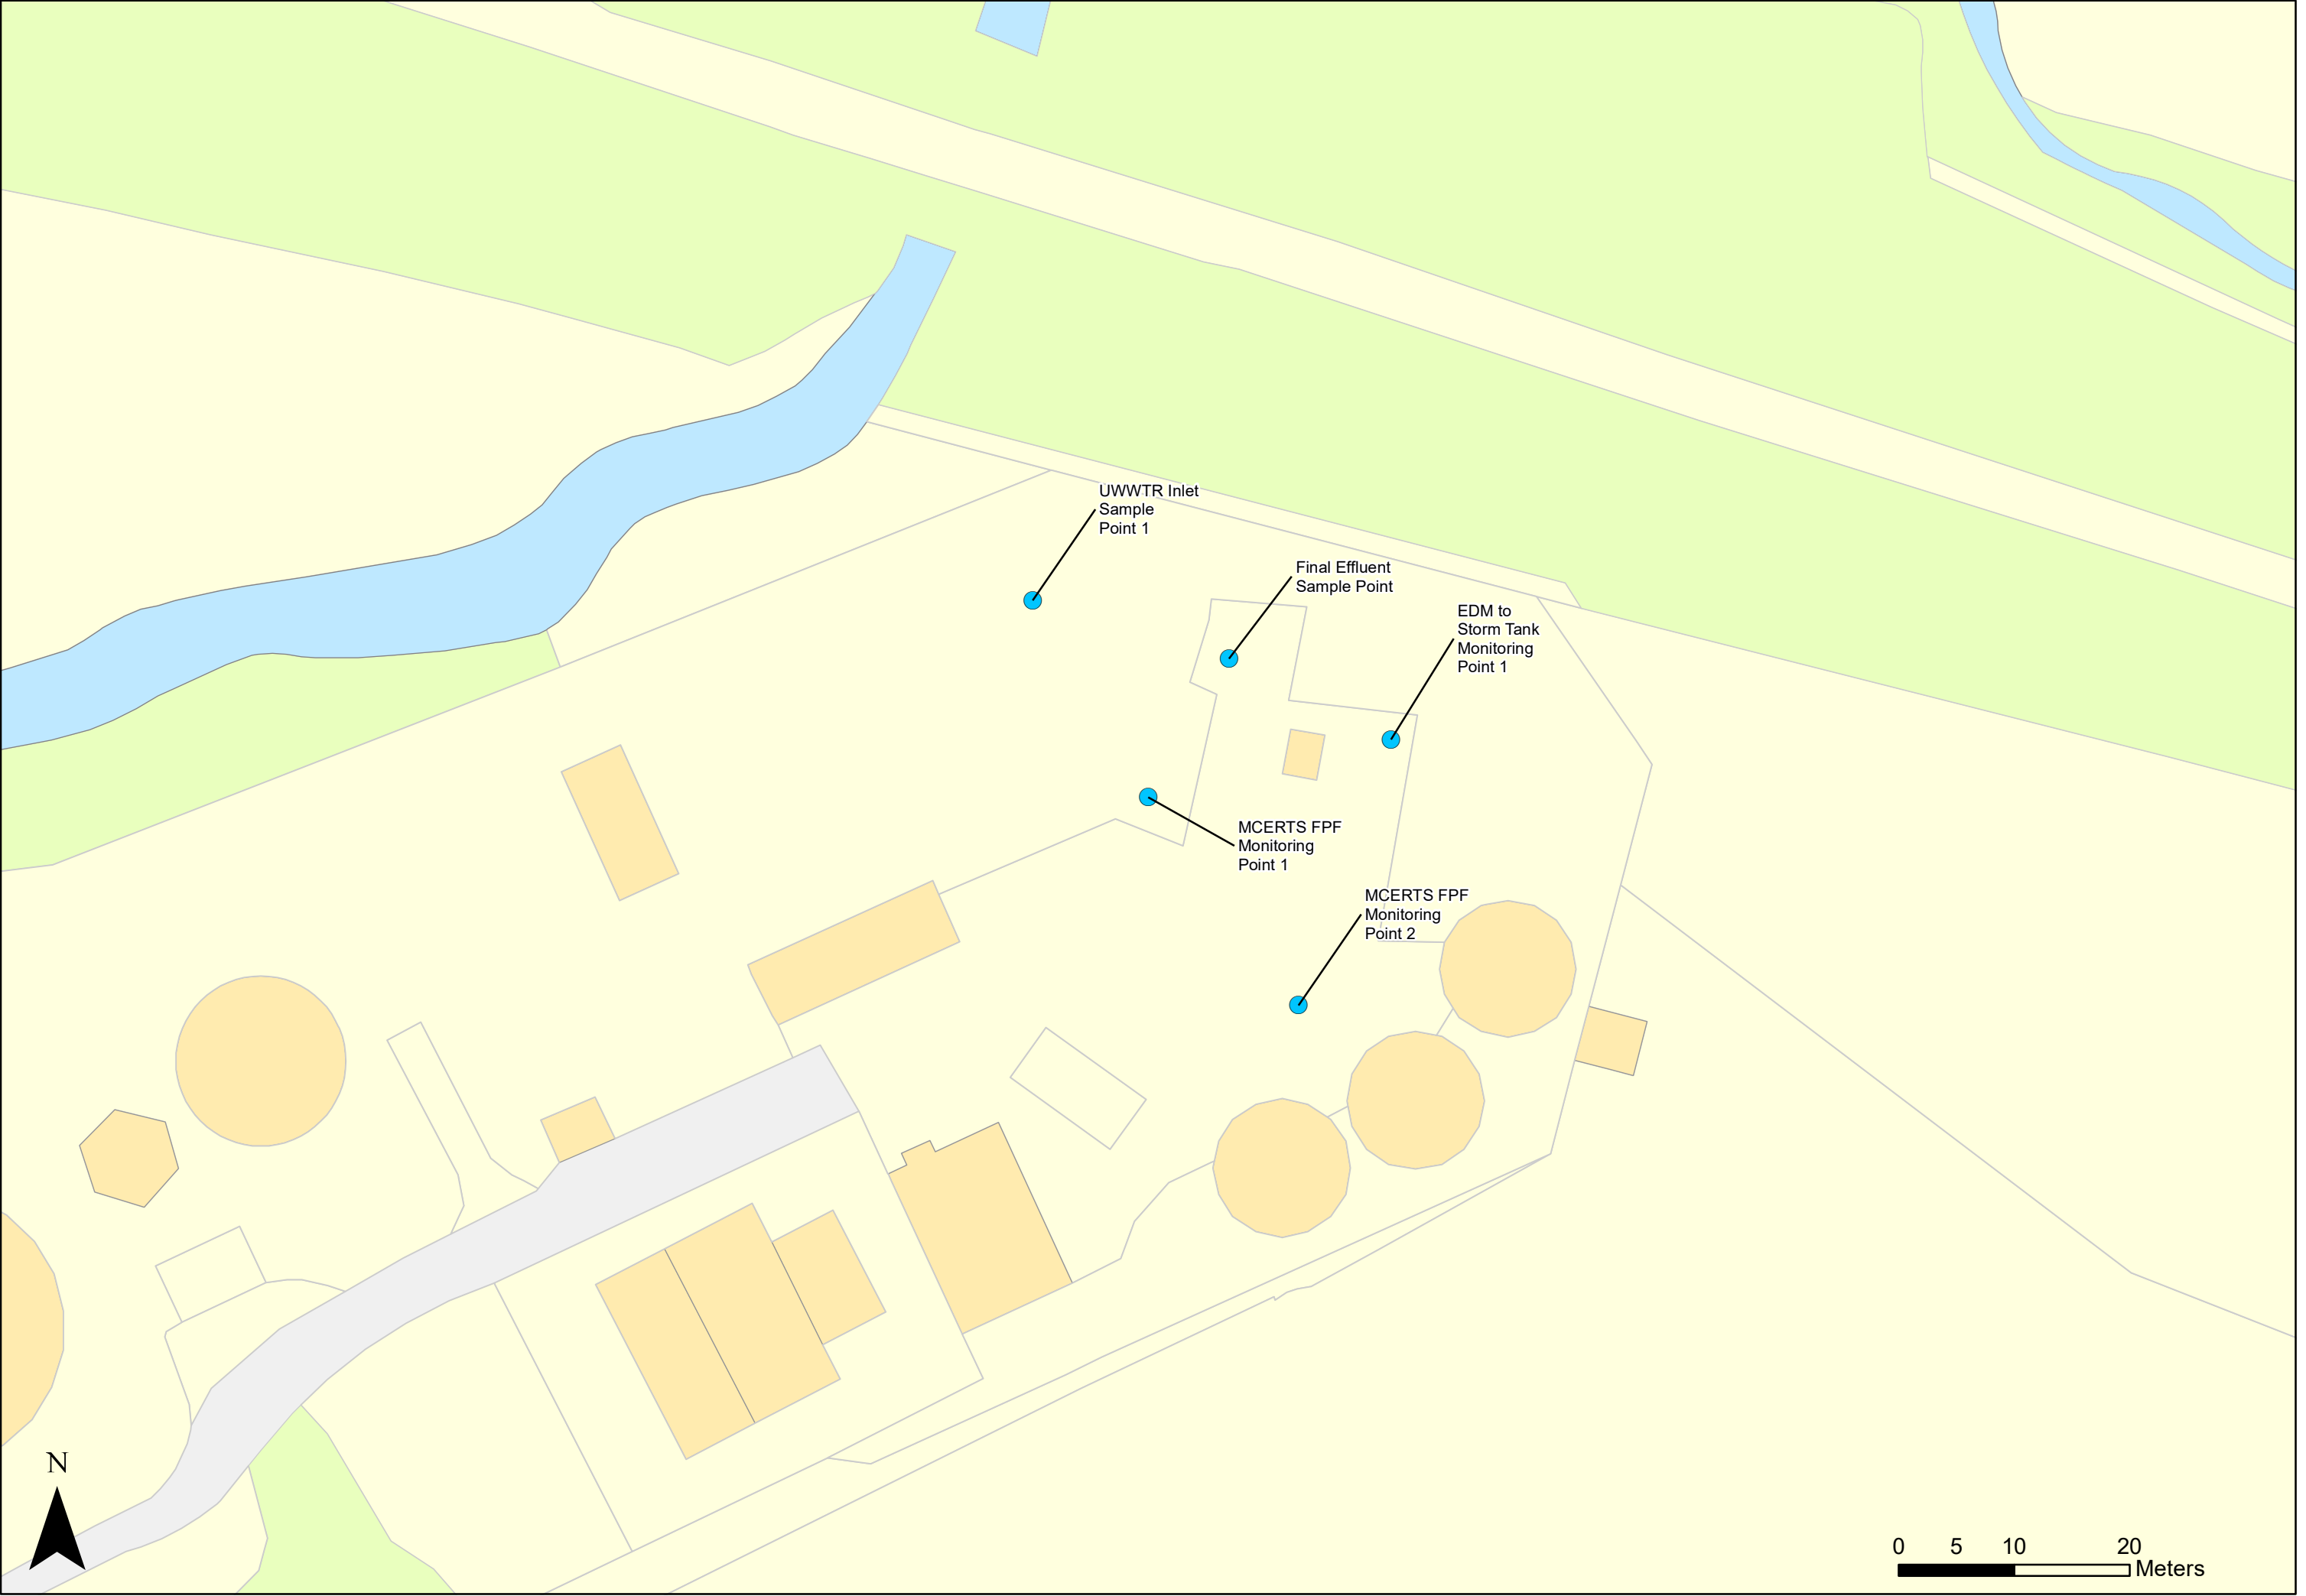 UWWTR Inlet
Sample
Point 1
Final Effluent
Sample Point
EDM to
Storm Tank
Monitoring
Point 1
MCERTS FPF
Monitoring
Point 1
MCERTS FPF
Monitoring
Point 2
N
0 5 10 20
Meters